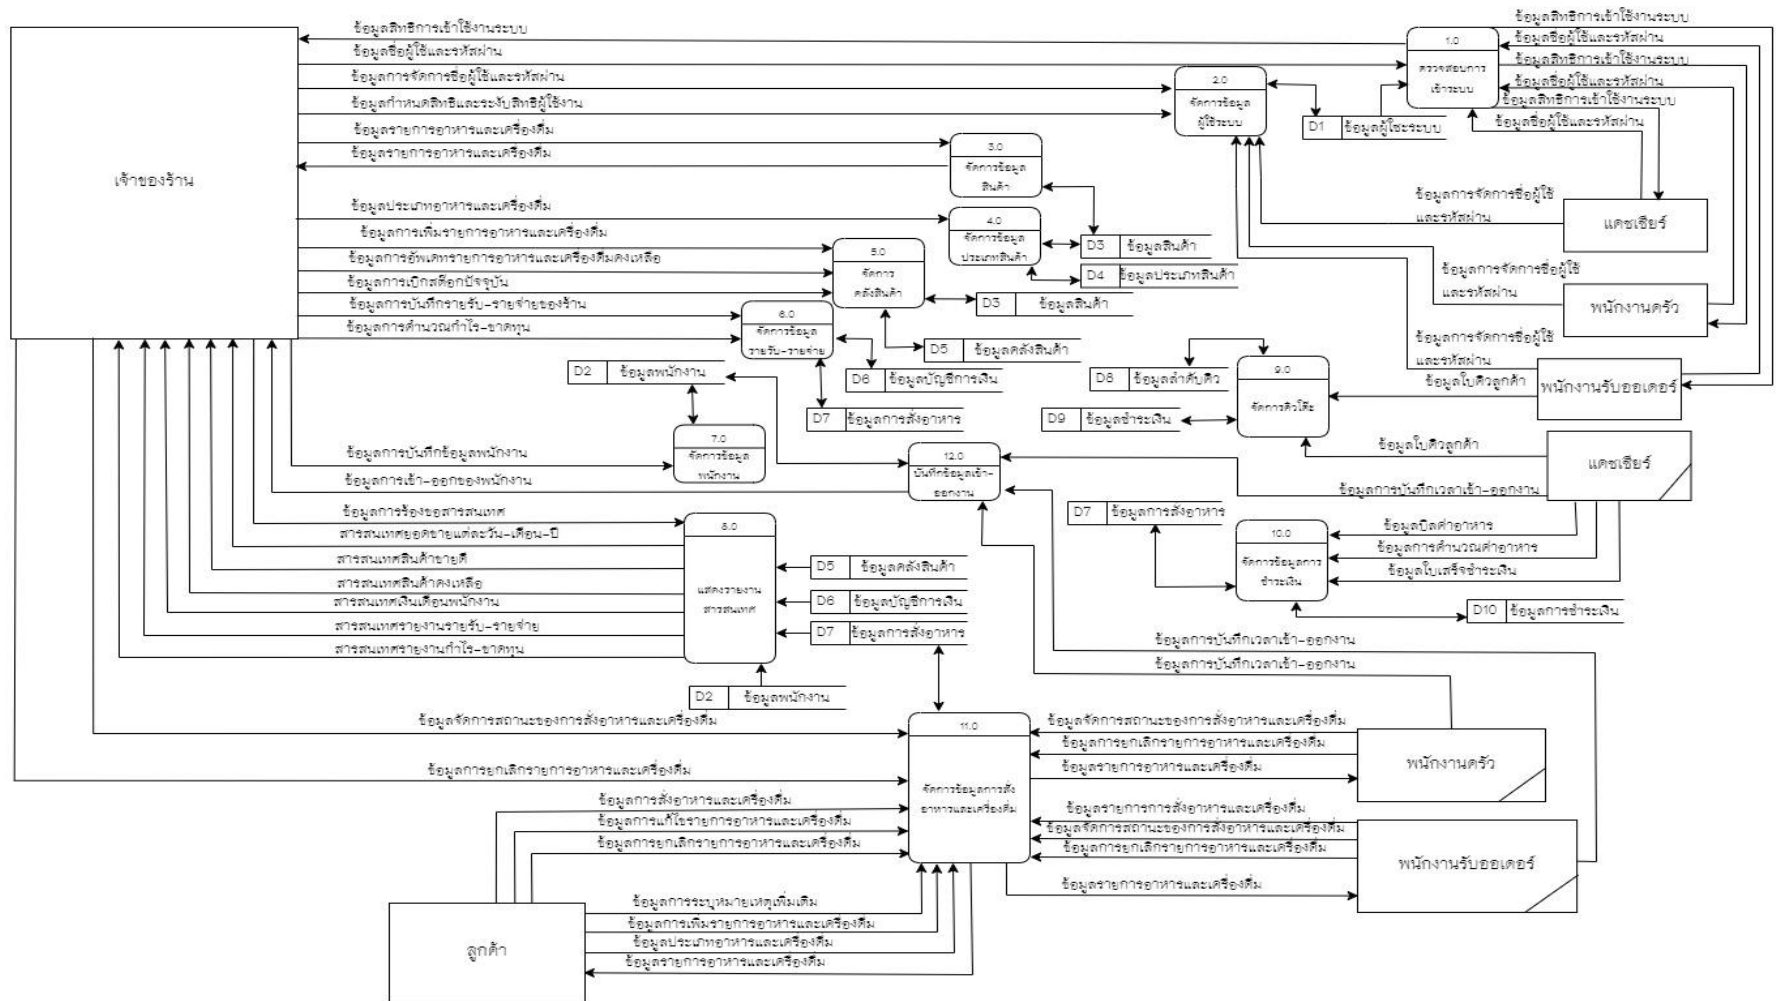 ข้อมูลสิทธิการเข้าใช้งานระบบ
ข้อมูลชื่อผู้ใช้และรหัสผ่าน
ข้อมูลการจัดการชื่อผู้ใช้และรหัสผ่าน
ข้อมูลกำหนดสิทธิและระงับสิทธิผู้ใช้งาน
ข้อมูลรายการอาหารและเครื่องดื่ม
ข้อมูลรายการอาหารและเครื่องดื่ม
เจ้าของร้าน
ข้อมูลประเภทอาหารและเครื่องดื่ม
ข้อมูลการเพิ่มรายการอาหารและเครื่องดื่ม
ข้อมูลการอัพเดทรายการอาหารและเครื่องดื่มคงเหลือ
ข้อมูลการเบิกสต็อกปัจจุบัน
ข้อมูลการบันทึกรายรับ-รายจ่ายของร้าน
ข้อมูลการคำนวณกำไร-ขาดทุน
ข้อมูลสิทธิการเข้าใช้งานระบบ
ข้อมูลชื่อผู้ใช้และรหัสผ่าน
ข้อมูลสิทธิการเข้าใช้งานระบบ
ข้อมูลชื่อผู้ใช้และรหัสผ่าน
ข้อมูลสิทธิการเข้าใช้งานระบบ
ข้อมูลชื่อผู้ใช้และรหัสผ่าน
1.0
ตรวจสอบการ
เข้าระบบ
2.0
จัดการข้อมูล
ผู้ใช้ระบบ
D1 ข้อมูลผู้ใชะระบบ
3.0
จัดการข้อมูล
สินค้า
4.0
จัดการข้อมูล
ประเภทสินค้า
D3 ข้อมูลสินค้า
D4 ข้อมูลประเภทสินค้า
5.0
จัดการ
คลังสินค้า
D3 ข้อมูลสินค้า
D5 ข้อมูลคลังสินค้า
6.0
จัดการข้อมูล
รายรับ-รายจ่าย
D6 ข้อมูลบัญชีการเงิน
D7 ข้อมูลการสั่งอาหาร
ข้อมูลการจัดการชื่อผู้ใช้
และรหัสผ่าน
แคชเชียร์
ข้อมูลการจัดการชื่อผู้ใช้
และรหัสผ่าน
พนักงานครัว
ข้อมูลการจัดการชื่อผู้ใช้
และรหัสผ่าน
พนักงานรับออเดอร์
ข้อมูลใบคิวลูกค้า
D8 ข้อมูลลำดับคิว
9.0
จัดการคิวโต๊ะ
D9 ข้อมูลชำระเงิน
ข้อมูลใบคิวลูกค้า
แคชเชียร์
ข้อมูลการบันทึกเวลาเข้า-ออกงาน
D2 ข้อมูลพนักงาน
7.0
จัดการข้อมูล
พนักงาน
ข้อมูลการบันทึกข้อมูลพนักงาน
ข้อมูลการเข้า-ออกของพนักงาน
12.0
บันทึกข้อมูลเข้า-
ออกงาน
D7 ข้อมูลการสั่งอาหาร
10.0
จัดการข้อมูลการ
ชำระเงิน
ข้อมูลบิลค่าอาหาร
ข้อมูลการคำนวณค่าอาหาร
ข้อมูลใบเสร็จชำระเงิน
D10 ข้อมูลการชำระเงิน
ข้อมูลการร้องขอสารสนเทศ
สารสนเทศยอดขายแต่ละวัน-เดือน-ปี
สารสนเทศสินค้าขายดี
สารสนเทศสินค้าคงเหลือ
สารสนเทศเงินเดือนพนักงาน
สารสนเทศรายงานรายรับ-รายจ่าย
สารสนเทศรายงานกำไร-ขาดทุน
8.0
แสดงรายงาน
สารสนเทศ
D5 ข้อมูลคลังสินค้า
D6 ข้อมูลบัญชีการเงิน
D7 ข้อมูลการสั่งอาหาร
D2 ข้อมูลพนักงาน
ข้อมูลการบันทึกเวลาเข้า-ออกงาน
ข้อมูลการบันทึกเวลาเข้า-ออกงาน
ข้อมูลจัดการสถานะของการสั่งอาหารและเครื่องดื่ม
ข้อมูลการยกเลิกรายการอาหารและเครื่องดื่ม
ข้อมูลการสั่งอาหารและเครื่องดื่ม
ข้อมูลการแก้ไขรายการอาหารและเครื่องดื่ม
ข้อมูลการยกเลิกรายการอาหารและเครื่องดื่ม
11.0
จัดการข้อมูลการสั่ง
อาหารและเครื่องดื่ม
ข้อมูลจัดการสถานะของการสั่งอาหารและเครื่องดื่ม
ข้อมูลการยกเลิกรายการอาหารและเครื่องดื่ม
ข้อมูลรายการอาหารและเครื่องดื่ม
พนักงานครัว
ข้อมูลรายการการสั่งอาหารและเครื่องดื่ม
ข้อมูลจัดการสถานะของการสั่งอาหารและเครื่องดื่ม
ข้อมูลการยกเลิกรายการอาหารและเครื่องดื่ม
ข้อมูลรายการอาหารและเครื่องดื่ม
พนักงานรับออเดอร์
ข้อมูลการระบุหมายเหตุเพิ่มเติม
ข้อมูลการเพิ่มรายการอาหารและเครื่องดื่ม
ข้อมูลประเภทอาหารและเครื่องดื่ม
ข้อมูลรายการอาหารและเครื่องดื่ม
ลูกค้า